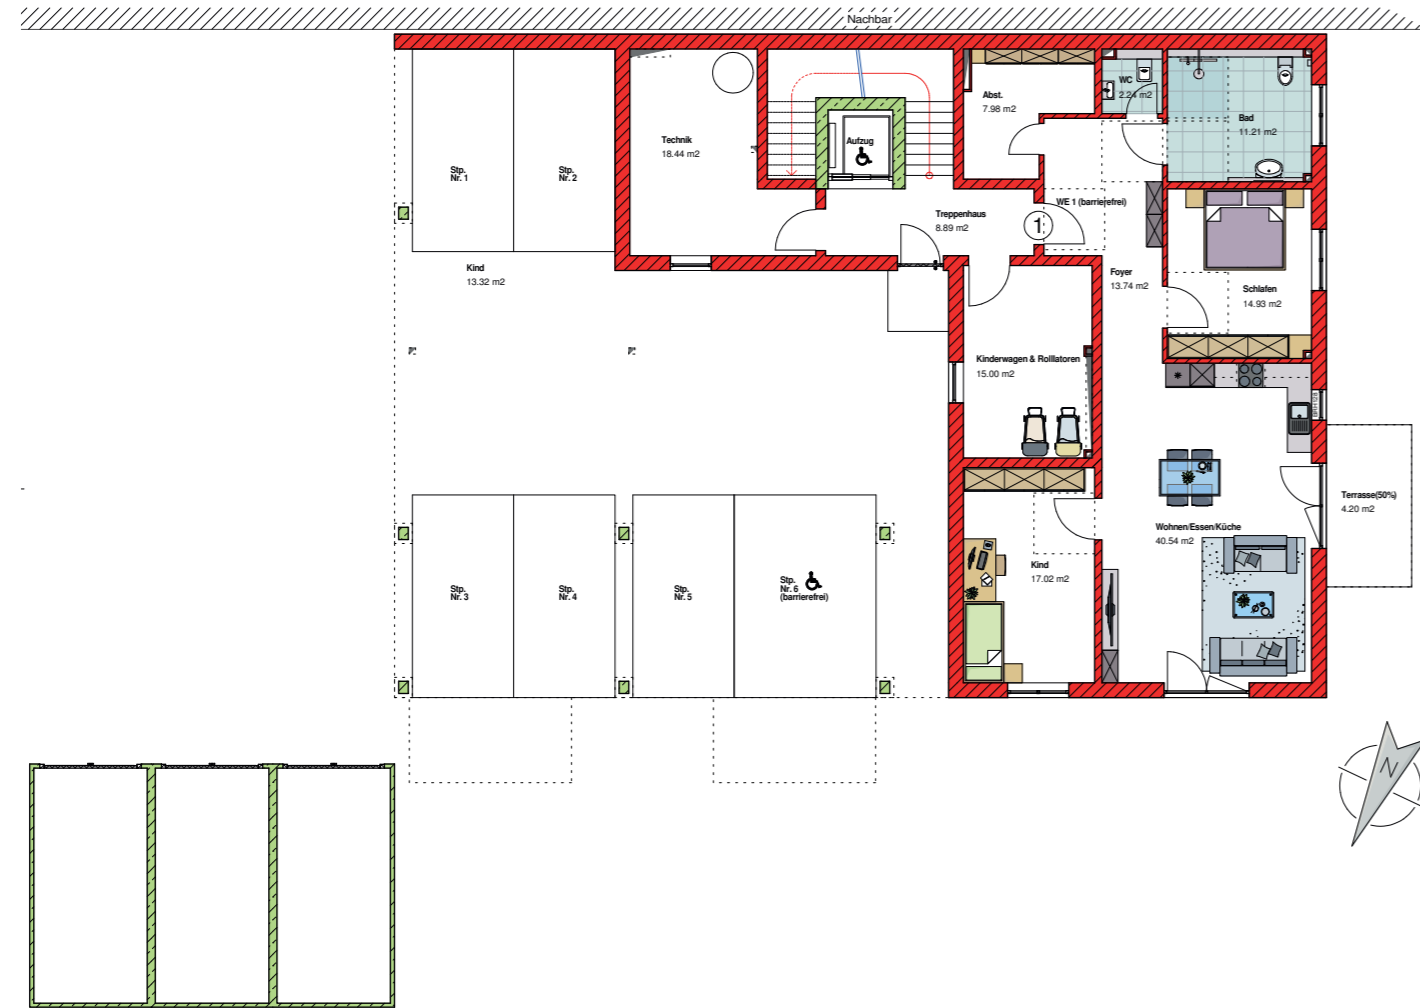 Nachbar
WC
2.24 m2
Abst.
7.98 m2
Bad
11.21 m2
Technik
18.44 m2
Aufzug
Stp.
Nr. 1
Stp.
Nr. 2
WE 1 (barrierefrei)
Treppenhaus
8.89 m2
1
Kind
13.32 m2
Foyer
13.74 m2
Schlafen
14.93 m2
Kinderwagen & Rolllatoren
15.00 m2
Terrasse(50%)
4.20 m2
Wohnen/Essen/Küche
40.54 m2
Kind
17.02 m2
Stp.
Nr. 3
Stp.
Nr. 4
Stp.
Nr. 5
Stp.
Nr. 6
(barrierefrei)
N